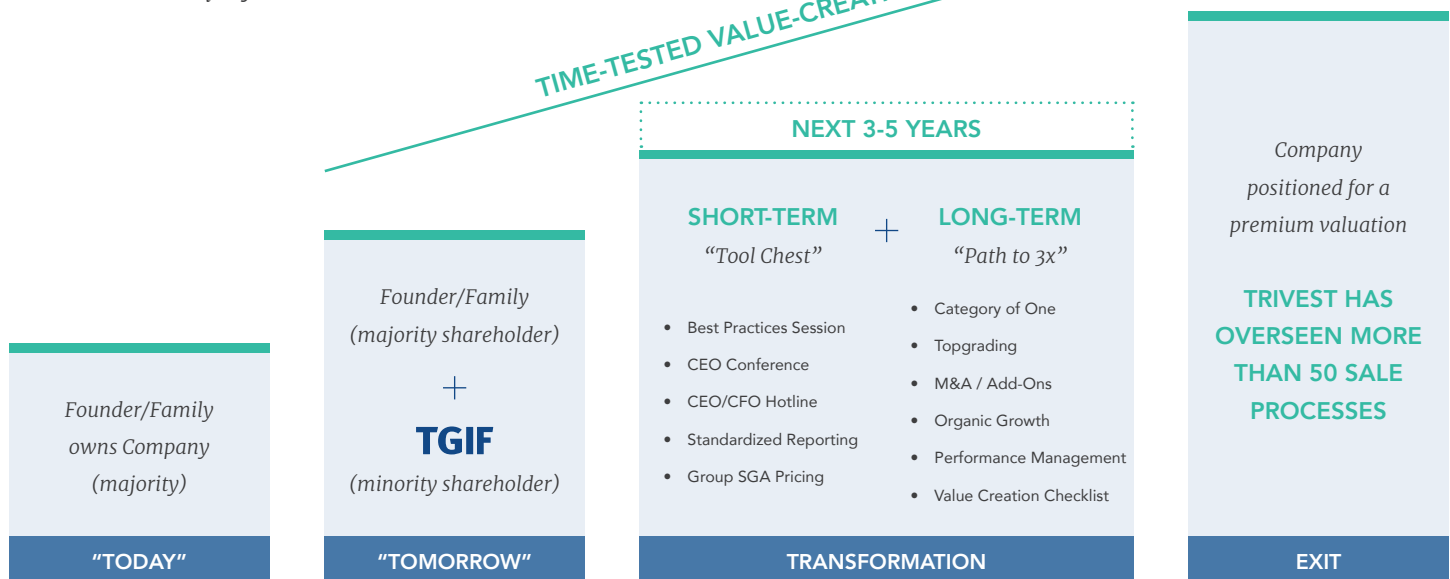 TIME-TESTED VALUE-CREA
"TODAY"
Founder/Family
owns Company
(majority)
"TOMORROW"
Founder/Family
(majority shareholder)
+
TGIF
(minority shareholder)
NEXT 3-5 YEARS
SHORT-TERM
“Tool Chest”
• Best Practices Session
• CEO Conference
• CEO/CFO Hotline
• Standardized Reporting
• Group SGA Pricing
+
LONG-TERM
“Path to 3x”
• Category of One
• Topgrading
• M&A / Add-Ons
• Organic Growth
• Performance Management
• Value Creation Checklist
TRANSFORMATION
Company
positioned for a
premium valuation
TRIVEST HAS
OVERSEEN MORE
THAN 50 SALE
PROCESSES
EXIT